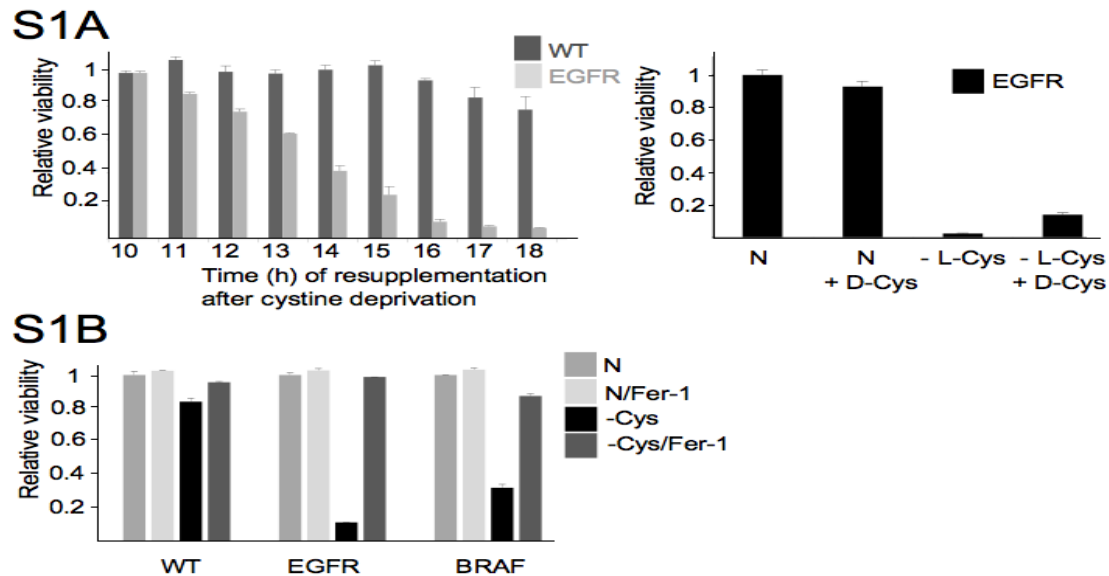 S1A
WT
EGFR
Relative viability
1
0.8
0.6
0.4
0.2
10 11 12 13 14 15 16 17 18
Time (h) of resupplementation
after cystine deprivation
EGFR
Relative viability
1
0.8
0.6
0.4
0.2
N N - L-Cys - L-Cys
+ D-Cys + D-Cys
S1B
N
N/Fer-1
-Cys
-Cys/Fer-1
Relative viability
1
0.8
0.6
0.4
0.2
WT EGFR BRAF